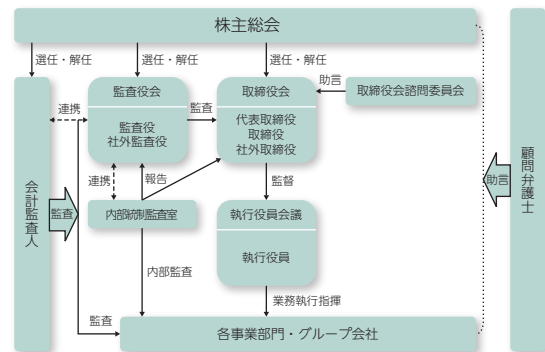 株主総会
選任・解任
選任・解任
選任・解任
助言
監査役会
取締役会
取締役会諮問委員会
連携
監査
監査役
社外監査役
代表取締役
取締役
社外取締役
顧問弁護士
会計監査人
連携
報告
監督
助言
監査
内部統制監査室
執行役員会議
執行役員
内部監査
業務執行指揮
監査
各事業部門・グループ会社